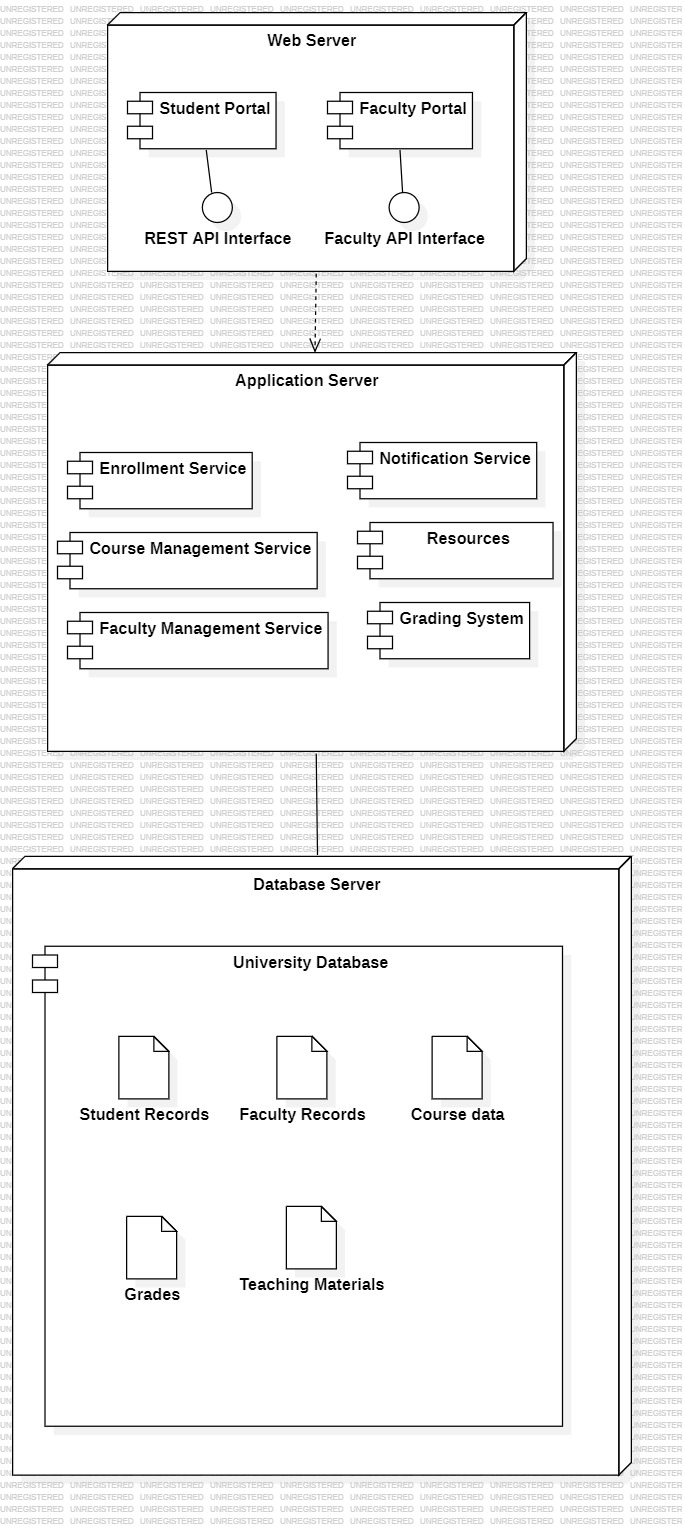 Web Server
Student Portal
Faculty Portal
REST API Interface
Faculty API Interface
Application Server
Enrollment Service
Notification Service
Course Management Service
Resources
Faculty Management Service
Grading System
Database Server
University Database
Student Records
Faculty Records
Course data
Grades
Teaching Materials
UNREGISTERED